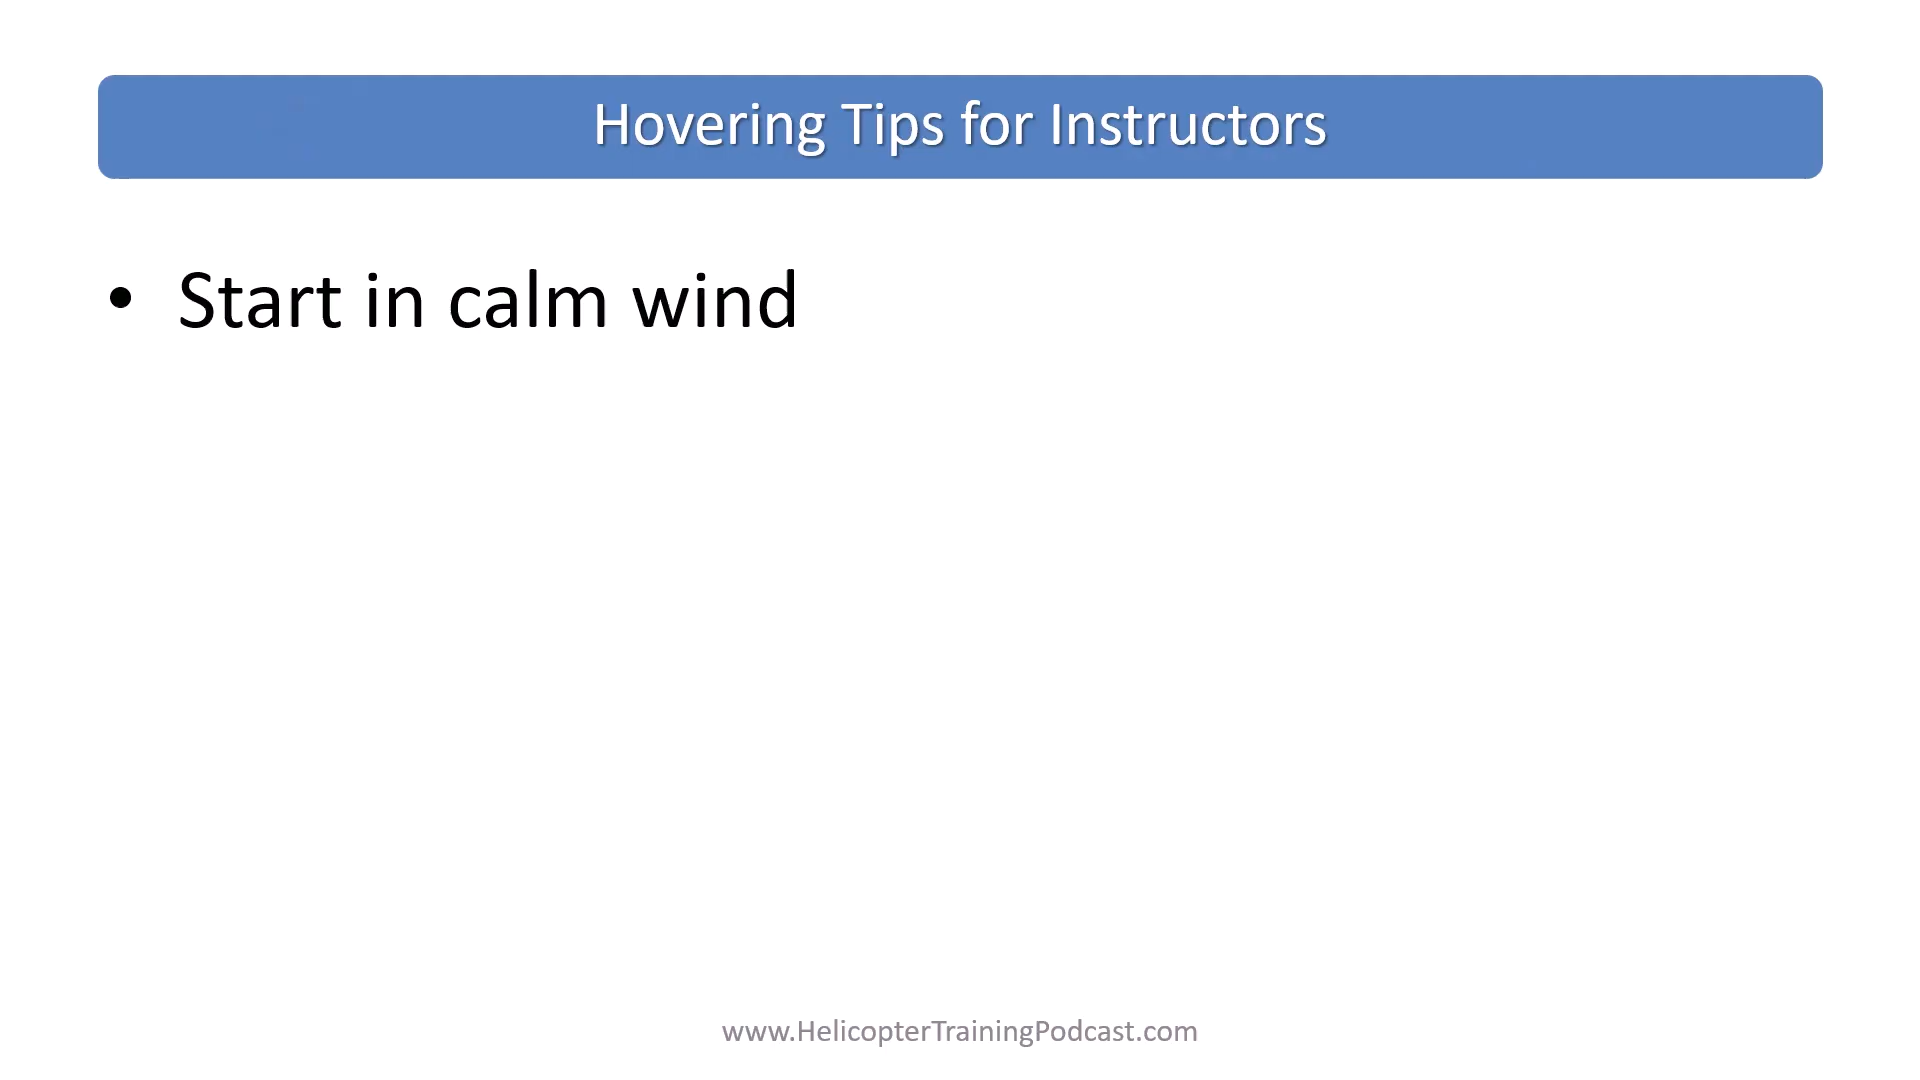 Hovering Tips for Instructors
• Start in calm wind
www.HelicopterTrainingPodcast.com